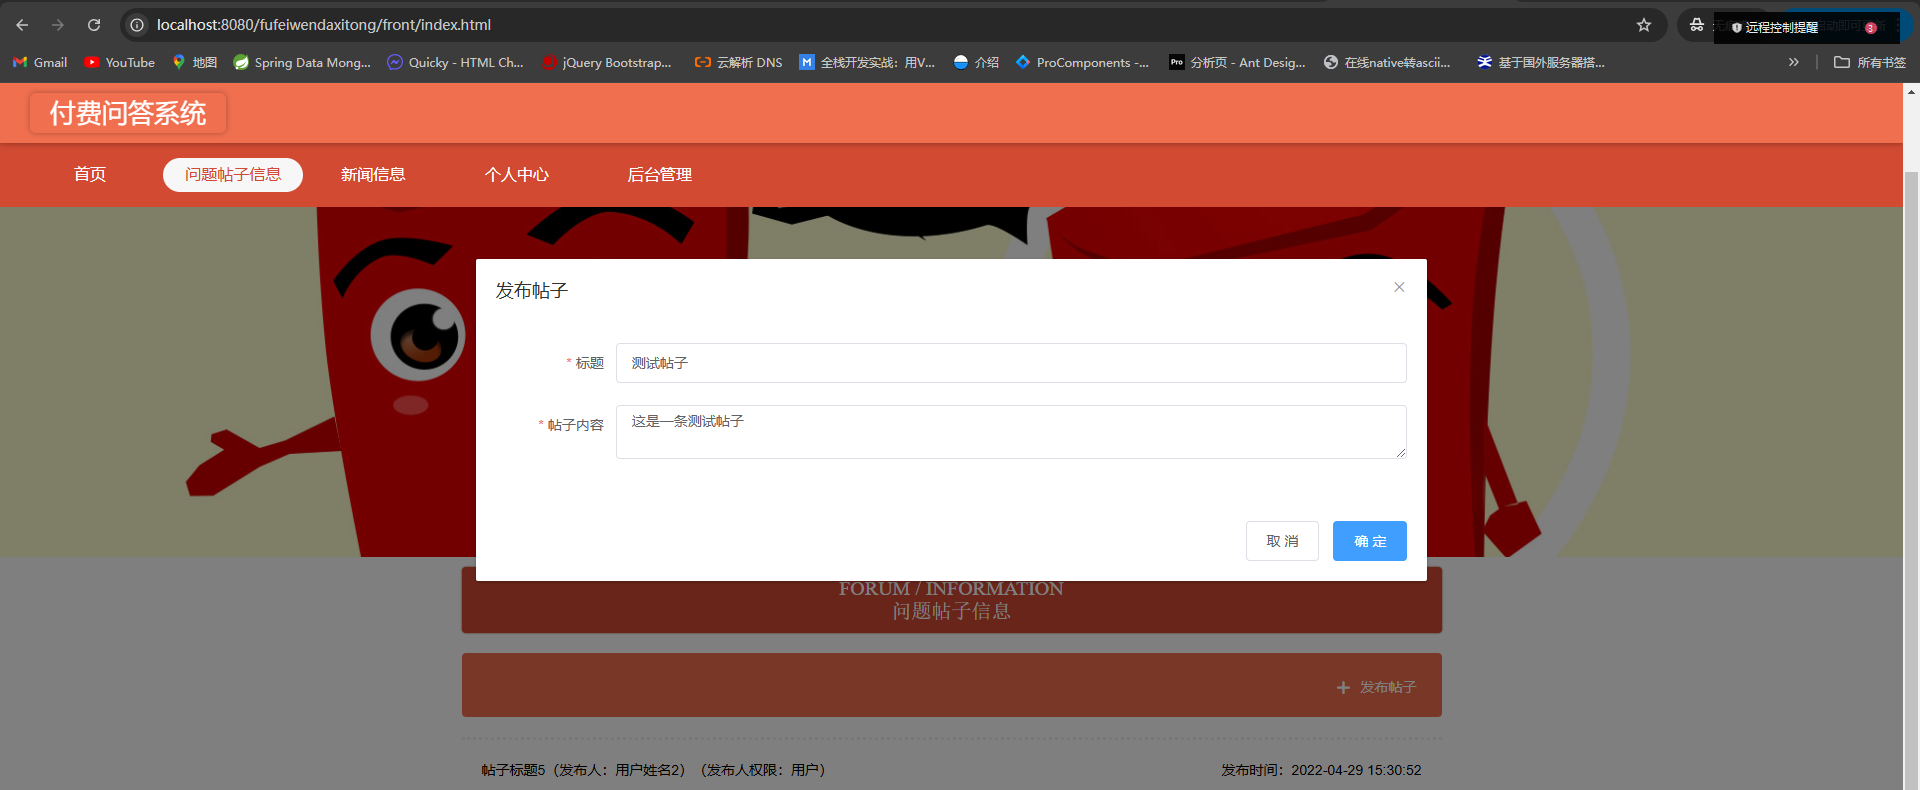 localhost:8080/fufeiwendaxitong/front/index.html
远程控制提醒
3
Gmail
YouTube
地图
Spring Data Mong...
Quicky - HTML Ch...
jQuery Bootstrap...
云解析 DNS
全栈开发实战：用V...
介绍
ProComponents -...
Pro
分析页 - Ant Desig...
在线native转ascii...
基于国外服务器搭...
所有书签
付费问答系统
首页
问题帖子信息
新闻信息
个人中心
后台管理
发布帖子
* 标题
测试帖子
* 帖子内容
这是一条测试帖子
取 消
确 定
FORUM / INFORMATION
问题帖子信息
+ 发布帖子
帖子标题5（发布人：用户姓名2）（发布人权限：用户）
发布时间：2022-04-29 15:30:52